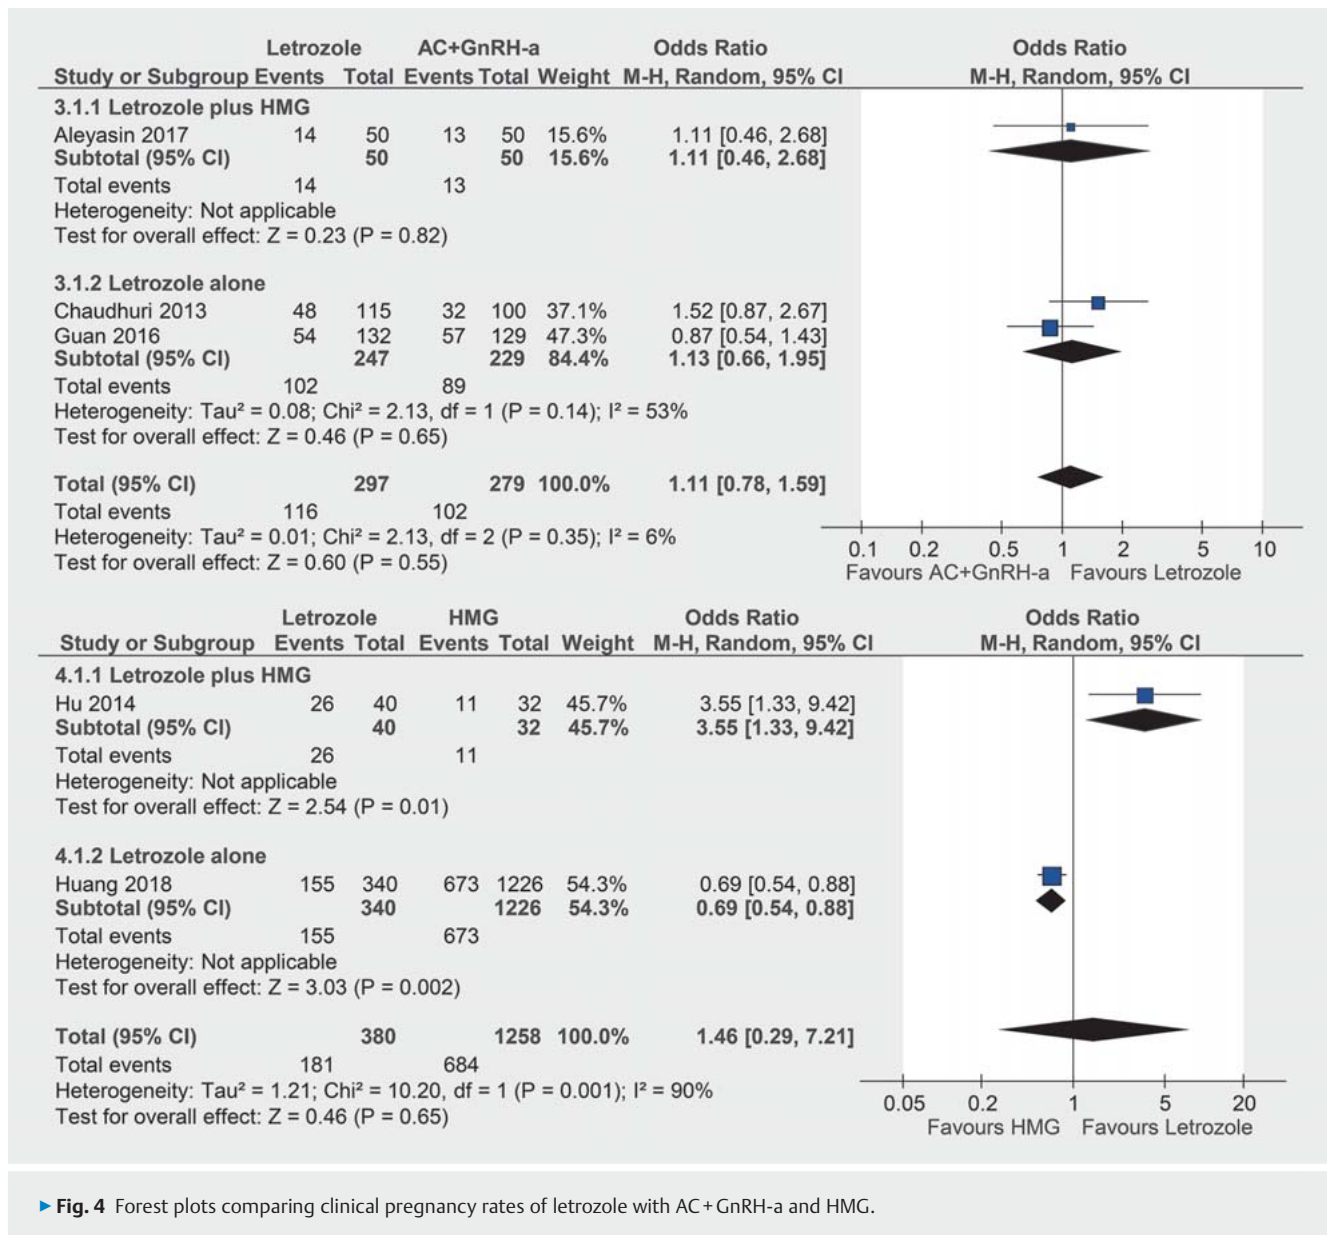 Letrozole AC+GnRH-a Odds Ratio Odds Ratio
Study or Subgroup Events Total Events Total Weight M-H, Random, 95% CI M-H, Random, 95% CI
3.1.1 Letrozole plus HMG
Aleyasin 2017 14 50 13 50 15.6% 1.11 [0.46, 2.68]
Subtotal (95% CI) 50 50 15.6% 1.11 [0.46, 2.68]
Total events 14 13
Heterogeneity: Not applicable
Test for overall effect: Z = 0.23 (P = 0.82)
3.1.2 Letrozole alone
Chaudhuri 2013 48 115 32 100 37.1% 1.52 [0.87, 2.67]
Guan 2016 54 132 57 129 47.3% 0.87 [0.54, 1.43]
Subtotal (95% CI) 247 229 84.4% 1.13 [0.66, 1.95]
Total events 102 89
Heterogeneity: Tau² = 0.08; Chi² = 2.13, df = 1 (P = 0.14); I² = 53%
Test for overall effect: Z = 0.46 (P = 0.65)
Total (95% CI) 297 279 100.0% 1.11 [0.78, 1.59]
Total events 116 102
Heterogeneity: Tau² = 0.01; Chi² = 2.13, df = 2 (P = 0.35); I² = 6%
Test for overall effect: Z = 0.60 (P = 0.55)
0.1 0.2 0.5 1 2 5 10
Favours AC+GnRH-a Favours Letrozole
Letrozole HMG Odds Ratio Odds Ratio
Study or Subgroup Events Total Events Total Weight M-H, Random, 95% CI M-H, Random, 95% CI
4.1.1 Letrozole plus HMG
Hu 2014 26 40 11 32 45.7% 3.55 [1.33, 9.42]
Subtotal (95% CI) 40 32 45.7% 3.55 [1.33, 9.42]
Total events 26 11
Heterogeneity: Not applicable
Test for overall effect: Z = 2.54 (P = 0.01)
4.1.2 Letrozole alone
Huang 2018 155 340 673 1226 54.3% 0.69 [0.54, 0.88]
Subtotal (95% CI) 340 1226 54.3% 0.69 [0.54, 0.88]
Total events 155 673
Heterogeneity: Not applicable
Test for overall effect: Z = 3.03 (P = 0.002)
Total (95% CI) 380 1258 100.0% 1.46 [0.29, 7.21]
Total events 181 684
Heterogeneity: Tau² = 1.21; Chi² = 10.20, df = 1 (P = 0.001); I² = 90%
Test for overall effect: Z = 0.46 (P = 0.65)
0.05 0.2 1 5 20
Favours HMG Favours Letrozole
▶ Fig. 4 Forest plots comparing clinical pregnancy rates of letrozole with AC + GnRH-a and HMG.